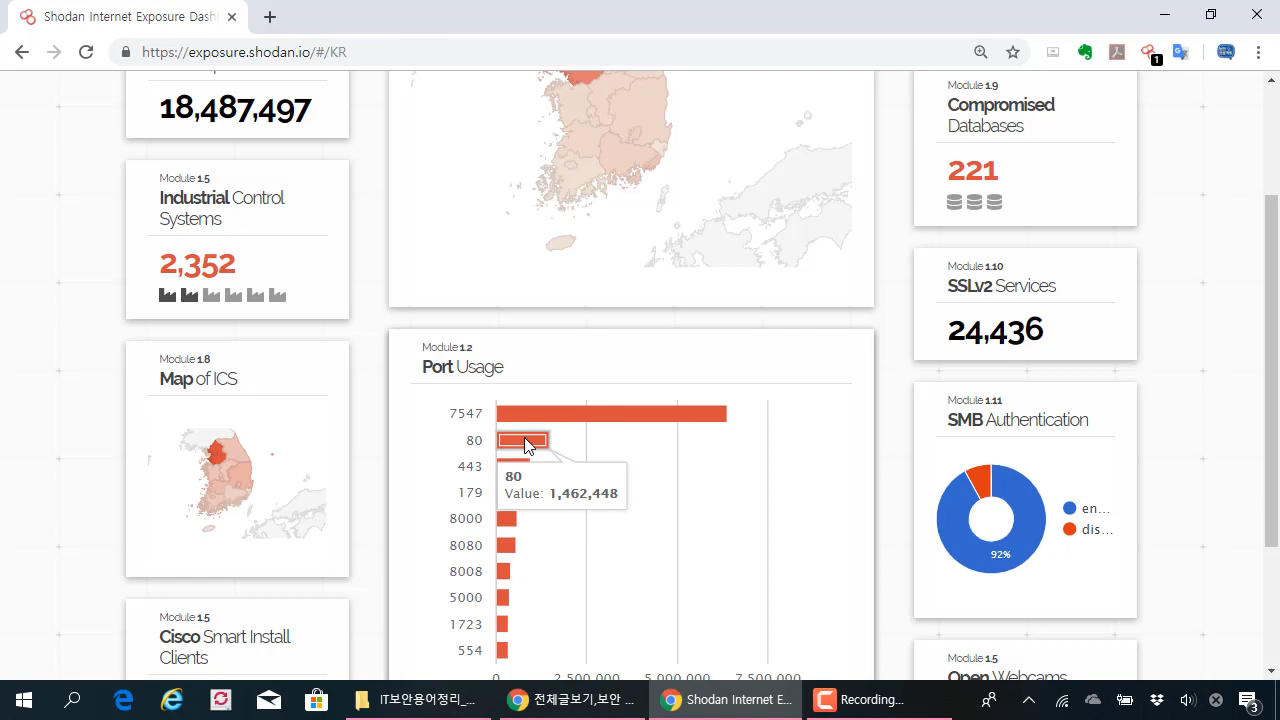 Shodan Internet Exposure Dash
https://exposure.shodan.io/#/KR
1
18,487,497
Module 1.5
Industrial Control
Systems
2,352
Module 1.8
Map of ICS
Module 1.5
Cisco Smart Install
Clients
Module 1.2
Port Usage
7547
80
443
179
8000
8080
8008
5000
1723
554
80
Value: 1,462,448
0
2,500,000
5,000,000
7,500,000
Module 1.9
Compromised
Databases
221
Module 1.10
SSLv2 Services
24,436
Module 1.11
SMB Authentication
en...
dis...
92%
Module 1.5
Open Webcams
IT보안용어정리_...
전체글보기,보안 ...
Shodan Internet E...
Recording...
3